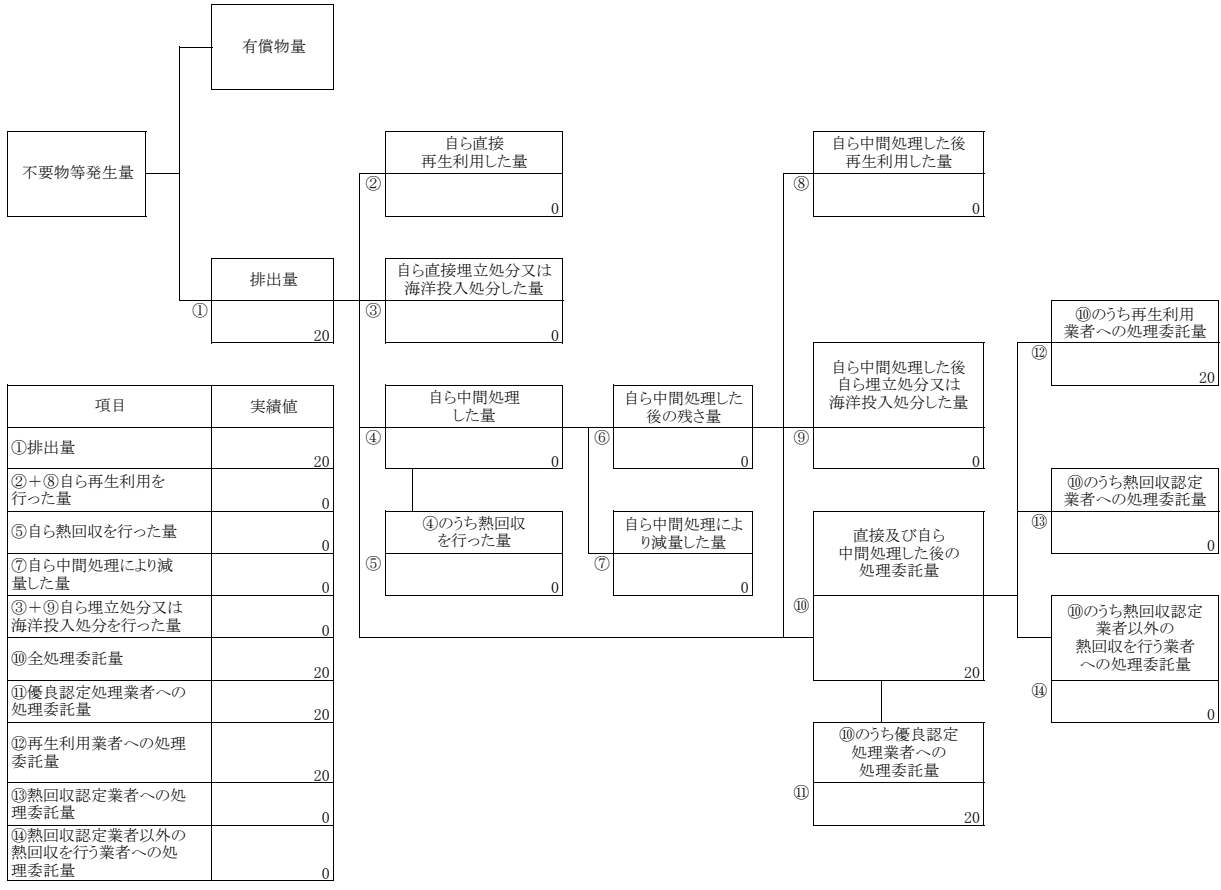 有償物量
不要物等発生量
自ら直接
再生利用した量
②
0
自ら中間処理した後
再生利用した量
⑧
0
排出量
①
20
自ら直接埋立処分又は
海洋投入処分した量
③
0
⑩のうち再生利用
業者への処理委託量
⑫
20
自ら中間処理した後
自ら埋立処分又は
海洋投入処分した量
⑨
0
自ら中間処理
した量
④
0
自ら中間処理した
後の残さ量
⑥
0
⑩のうち熱回収認定
業者への処理委託量
⑬
0
④のうち熱回収
を行った量
⑤
0
自ら中間処理によ
り減量した量
⑦
0
直接及び自ら
中間処理した後の
処理委託量
⑩
20
⑩のうち熱回収認定
業者以外の
熱回収を行う業者
への処理委託量
⑭
0
⑩のうち優良認定
処理業者への
処理委託量
⑪
20
項目 実績値
①排出量
20
②+⑧自ら再生利用を
行った量
0
⑤自ら熱回収を行った量
0
⑦自ら中間処理により減
量した量
0
③+⑨自ら埋立処分又は
海洋投入処分を行った量
0
⑩全処理委託量
20
⑪優良認定処理業者への
処理委託量
20
⑫再生利用業者への処理
委託量
20
⑬熱回収認定業者への処
理委託量
0
⑭熱回収認定業者以外の
熱回収を行う業者への処
理委託量
0